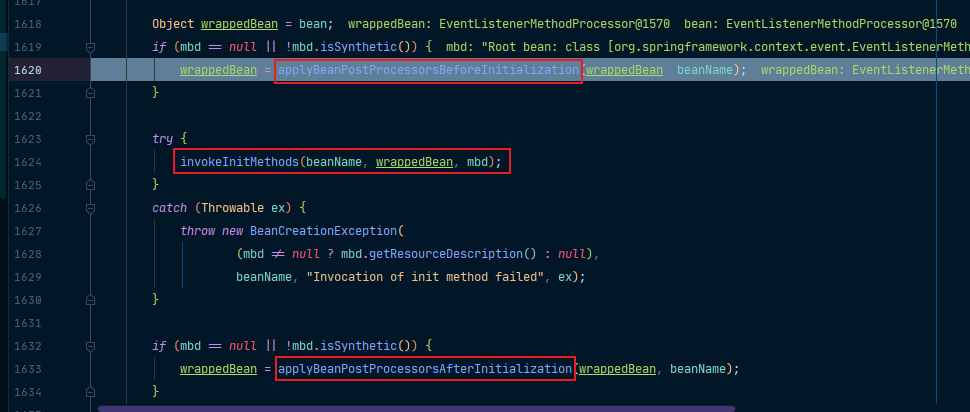 1617
1618 Object wrappedBean = bean; wrappedBean: EventListenerMethodProcessor@1570 bean: EventListenerMethodProcessor@1570
1619 if (mbd == null || !mbd.isSynthetic()) { mbd: "Root bean: class [org.springframework.context.event.EventListenerMeth
1620 wrappedBean = applyBeanPostProcessorsBeforeInitialization(wrappedBean beanName); wrappedBean: EventListenerMeth
1621 }
1622
1623 try {
1624 invokeInitMethods(beanName, wrappedBean, mbd);
1625 }
1626 catch (Throwable ex) {
1627 throw new BeanCreationException(
1628 (mbd ≠ null ? mbd.getResourceDescription() : null),
1629 beanName, "Invocation of init method failed", ex);
1630 }
1631
1632 if (mbd == null || !mbd.isSynthetic()) {
1633 wrappedBean = applyBeanPostProcessorsAfterInitialization(wrappedBean, beanName);
1634 }